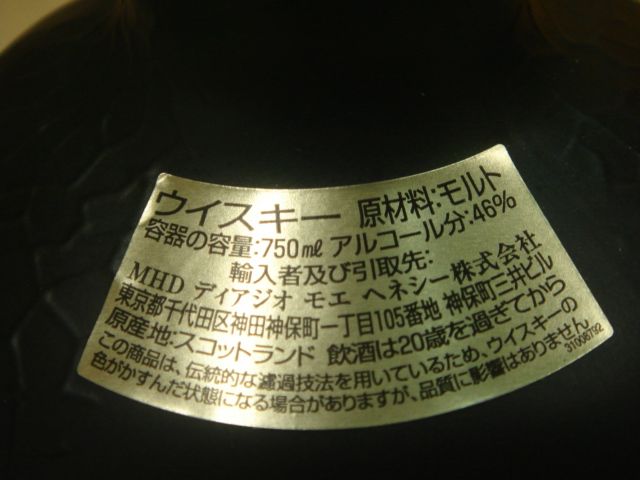 ウイスキー 原材料:モルト
容器の容量:750㎖ アルコール分:46%
輸入者及び引取先:
MHD ディアジオ モエ ヘネシー株式会社
東京都千代田区神田神保町一丁目105番地 神保町三井ビル
原産地:スコットランド 飲酒は20歳を過ぎてから
この商品は、伝統的な濾過技法を用いているため、ウイスキーの
色がかすんだ状態になる場合がありますが、品質に影響はありません
31008792